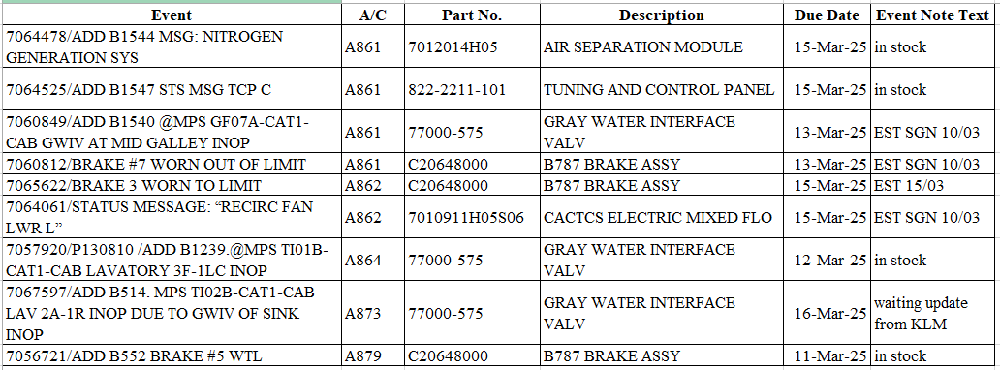 Event A/C Part No. Description Due Date Event Note Text
7064478/ADD B1544 MSG: NITROGEN
GENERATION SYS A861 7012014H05 AIR SEPARATION MODULE 15-Mar-25 in stock
7064525/ADD B1547 STS MSG TCP C A861 822-2211-101 TUNING AND CONTROL PANEL 15-Mar-25 in stock
7060849/ADD B1540 @MPS GF07A-CAT1-
CAB GWIV AT MID GALLEY INOP A861 77000-575 GRAY WATER INTERFACE
VALV 13-Mar-25 EST SGN 10/03
7060812/BRAKE #7 WORN OUT OF LIMIT A861 C20648000 B787 BRAKE ASSY 13-Mar-25 EST SGN 10/03
7065622/BRAKE 3 WORN TO LIMIT A862 C20648000 B787 BRAKE ASSY 15-Mar-25 EST 15/03
7064061/STATUS MESSAGE: “RECIRC FAN
LWR L” A862 7010911H05S06 CACTCS ELECTRIC MIXED FLO 15-Mar-25 EST SGN 10/03
7057920/P130810 /ADD B1239.@MPS TI01B-
CAT1-CAB LAVATORY 3F-1LC INOP A864 77000-575 GRAY WATER INTERFACE
VALV 12-Mar-25 in stock
7067597/ADD B514. MPS TI02B-CAT1-CAB
LAV 2A-1R INOP DUE TO GWIV OF SINK
INOP A873 77000-575 GRAY WATER INTERFACE
VALV 16-Mar-25 waiting update
from KLM
7056721/ADD B552 BRAKE #5 WTL A879 C20648000 B787 BRAKE ASSY 11-Mar-25 in stock